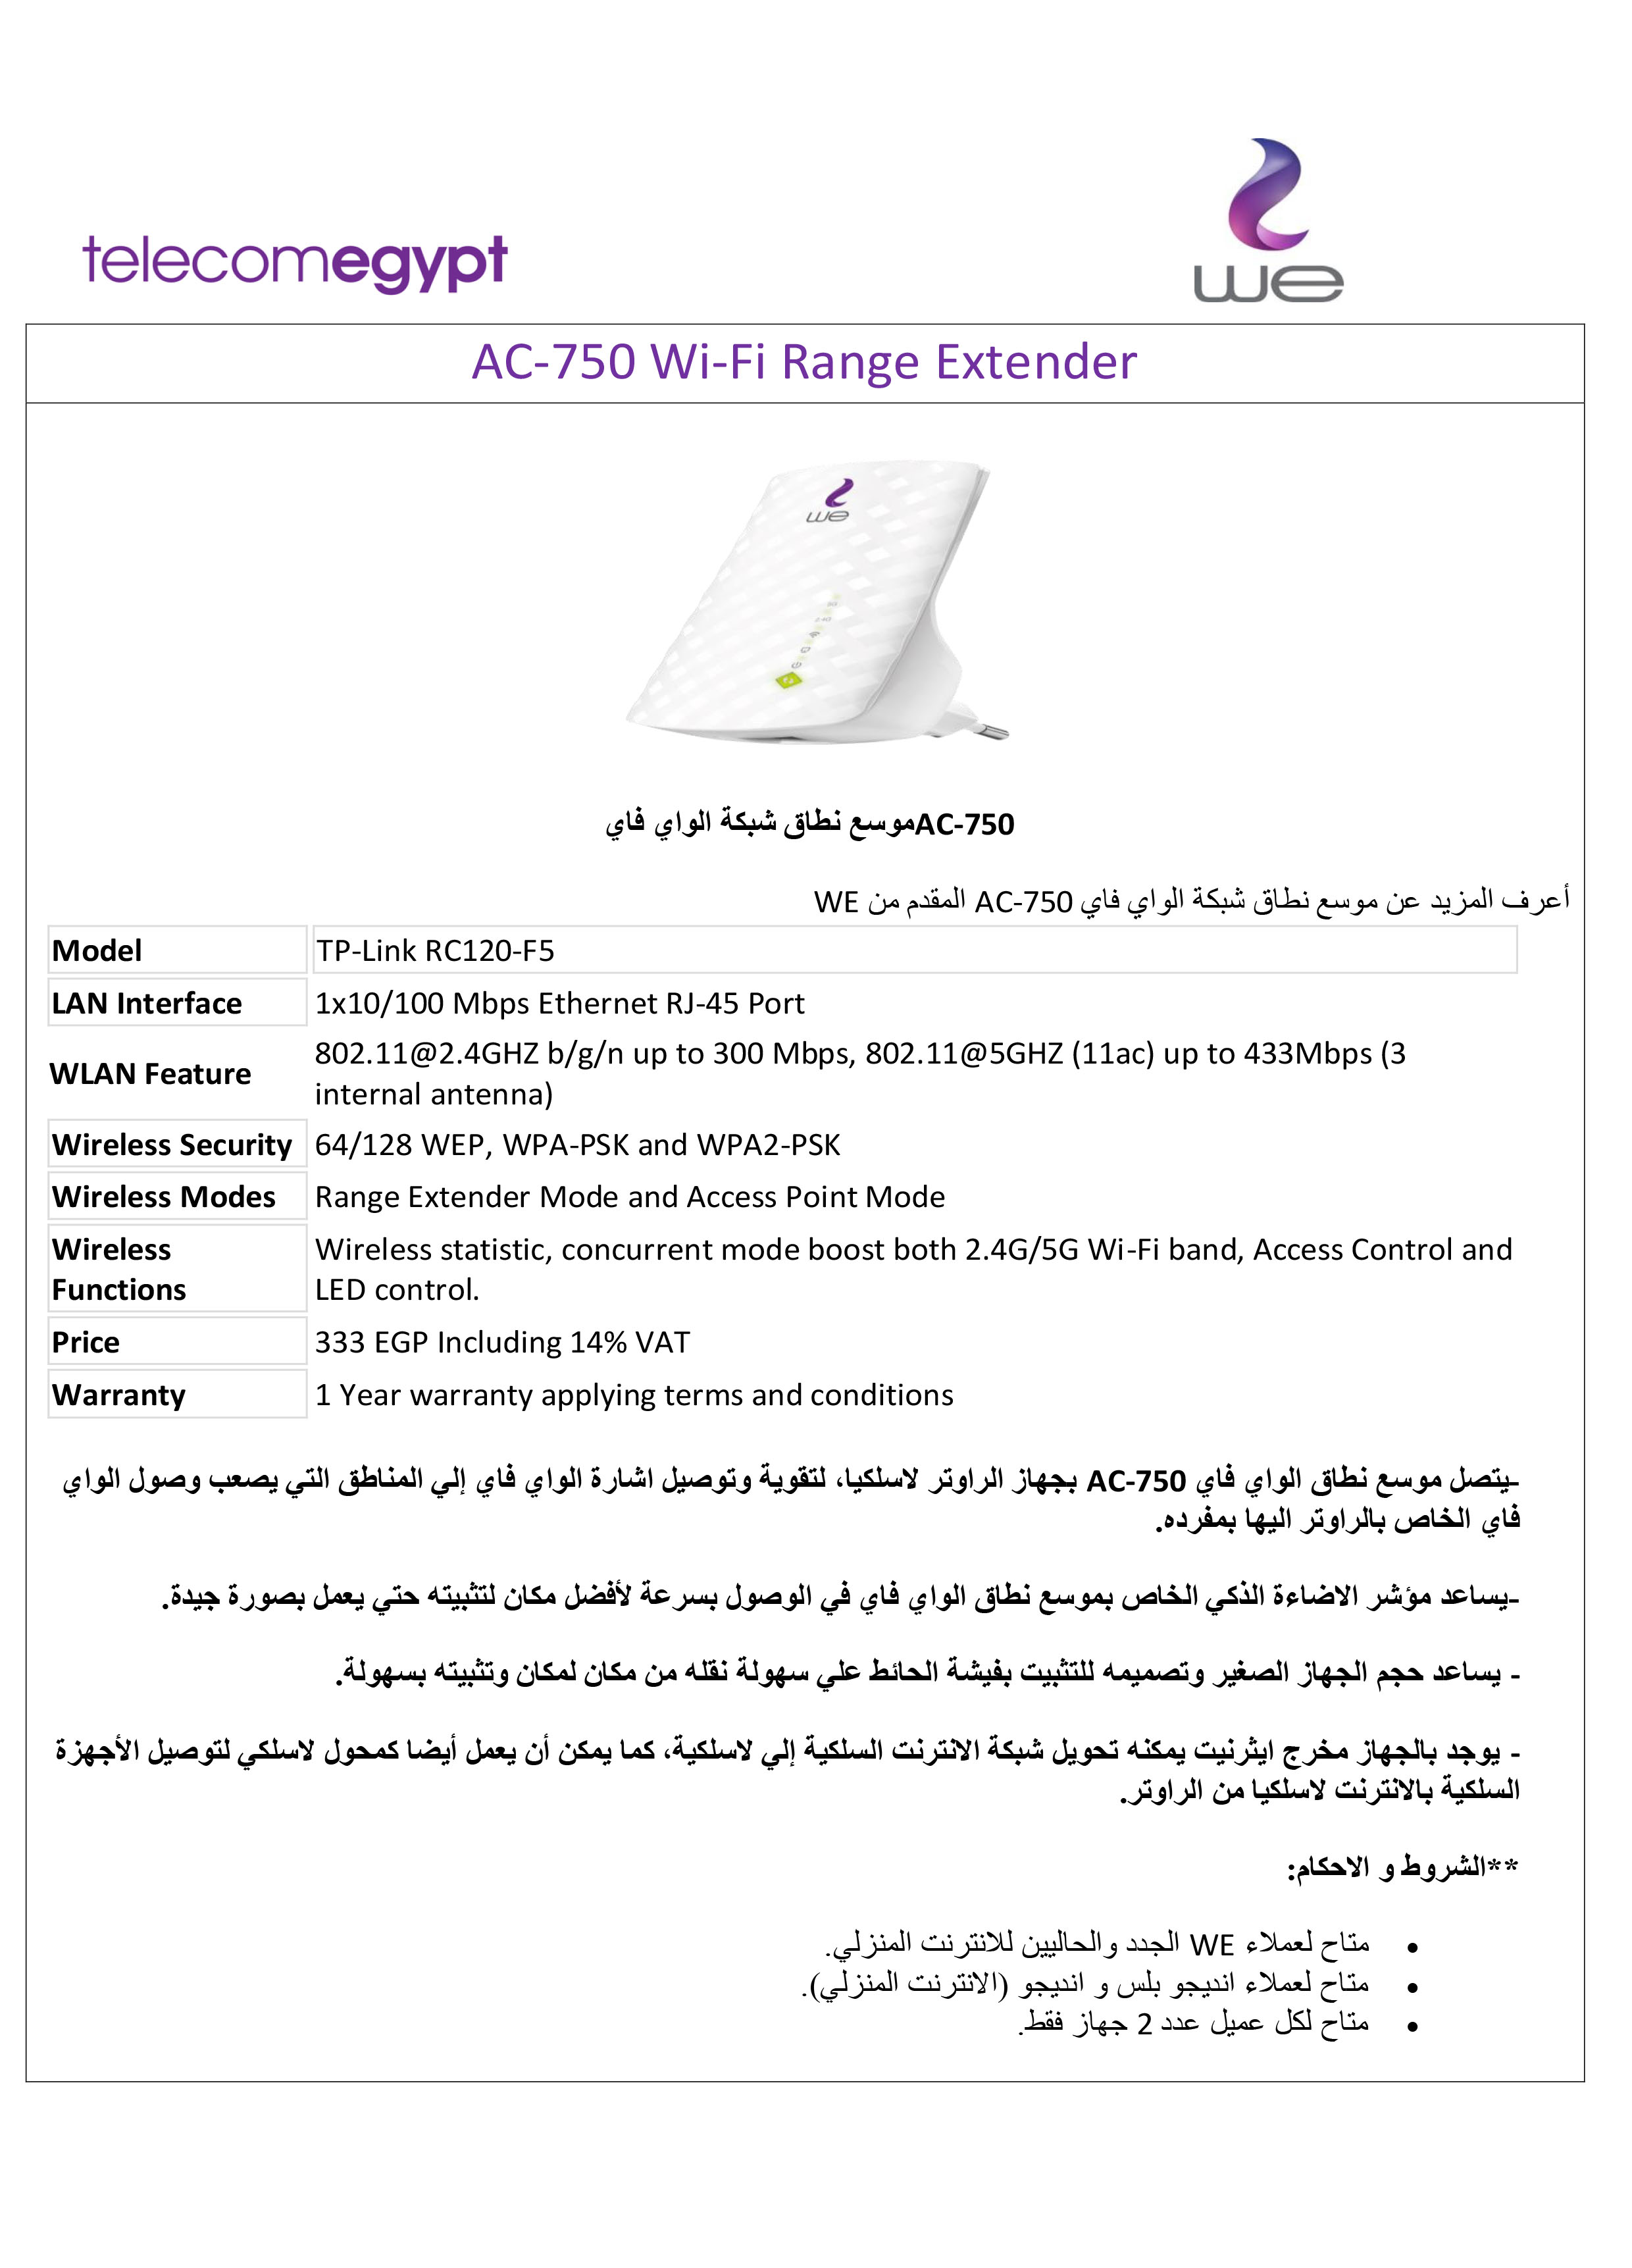 telecomegypt
we
AC-750 Wi-Fi Range Extender
we
5G
2.4G
AC-750موسع نطاق شبكة الواي فاي
أعرف المزيد عن موسع نطاق شبكة الواي فاي AC-750 المقدم من WE
Model TP-Link RC120-F5
LAN Interface 1x10/100 Mbps Ethernet RJ-45 Port
WLAN Feature 802.11@2.4GHZ b/g/n up to 300 Mbps, 802.11@5GHZ (11ac) up to 433Mbps (3
internal antenna)
Wireless Security 64/128 WEP, WPA-PSK and WPA2-PSK
Wireless Modes Range Extender Mode and Access Point Mode
Wireless Wireless statistic, concurrent mode boost both 2.4G/5G Wi-Fi band, Access Control and
Functions LED control.
Price 333 EGP Including 14% VAT
Warranty 1 Year warranty applying terms and conditions
-يتصل موسع نطاق الواي فاي AC-750 بجهاز الراوتر لاسلكيا، لتقوية وتوصيل اشارة الواي فاي إلي المناطق التي يصعب وصول الواي
فاي الخاص بالراوتر اليها بمفرده.
-يساعد مؤشر الاضاءة الذكي الخاص بموسع نطاق الواي فاي في الوصول بسرعة لأفضل مكان لتثبيته حتي يعمل بصورة جيدة.
- يساعد حجم الجهاز الصغير وتصميمه للتثبيت بفيشة الحائط علي سهولة نقله من مكان لمكان وتثبيته بسهولة.
- يوجد بالجهاز مخرج ايثرنيت يمكنه تحويل شبكة الانترنت السلكية إلي لاسلكية، كما يمكن أن يعمل أيضا كمحول لاسلكي لتوصيل الأجهزة
السلكية بالانترنت لاسلكيا من الراوتر.
**الشروط و الاحكام:
• متاح لعملاء WE الجدد والحاليين للانترنت المنزلي.
• متاح لعملاء انديجو بلس و انديجو (الانترنت المنزلي).
• متاح لكل عميل عدد 2 جهاز فقط.